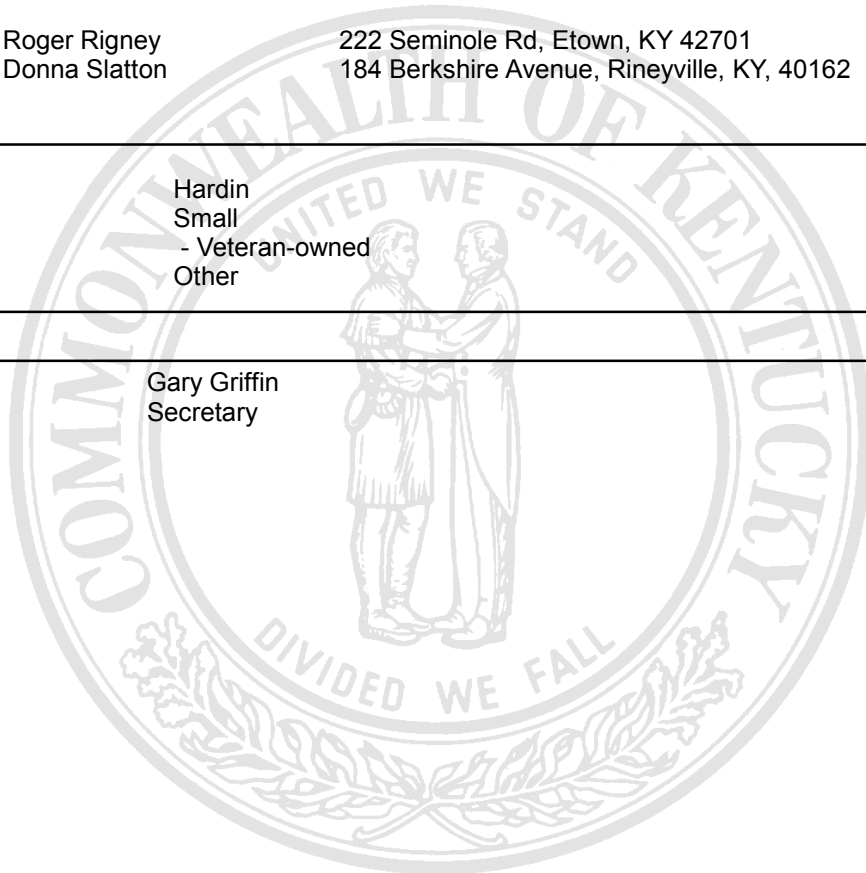 Roger Rigney 222 Seminole Rd, Etown, KY 42701
Donna Slatton 184 Berkshire Avenue, Rineyville, KY, 40162
Hardin
Small
- Veteran-owned
Other
Gary Griffin
Secretary
COMMONWEALTH OF KENTUCKY
UNITED WE STAND
DIVIDED WE FALL